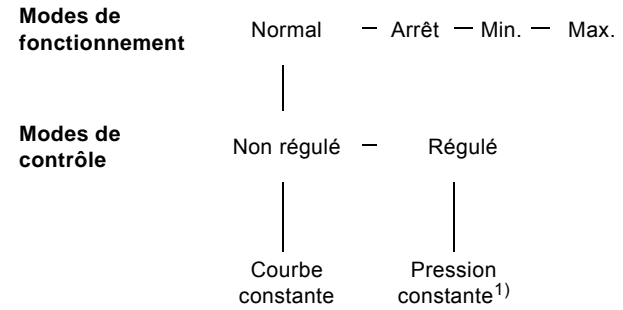 Modes de
fonctionnement
Normal – Arrêt – Min. – Max.
Modes de
contrôle
Non régulé – Régulé
Courbe
constante
Pression
constante1)